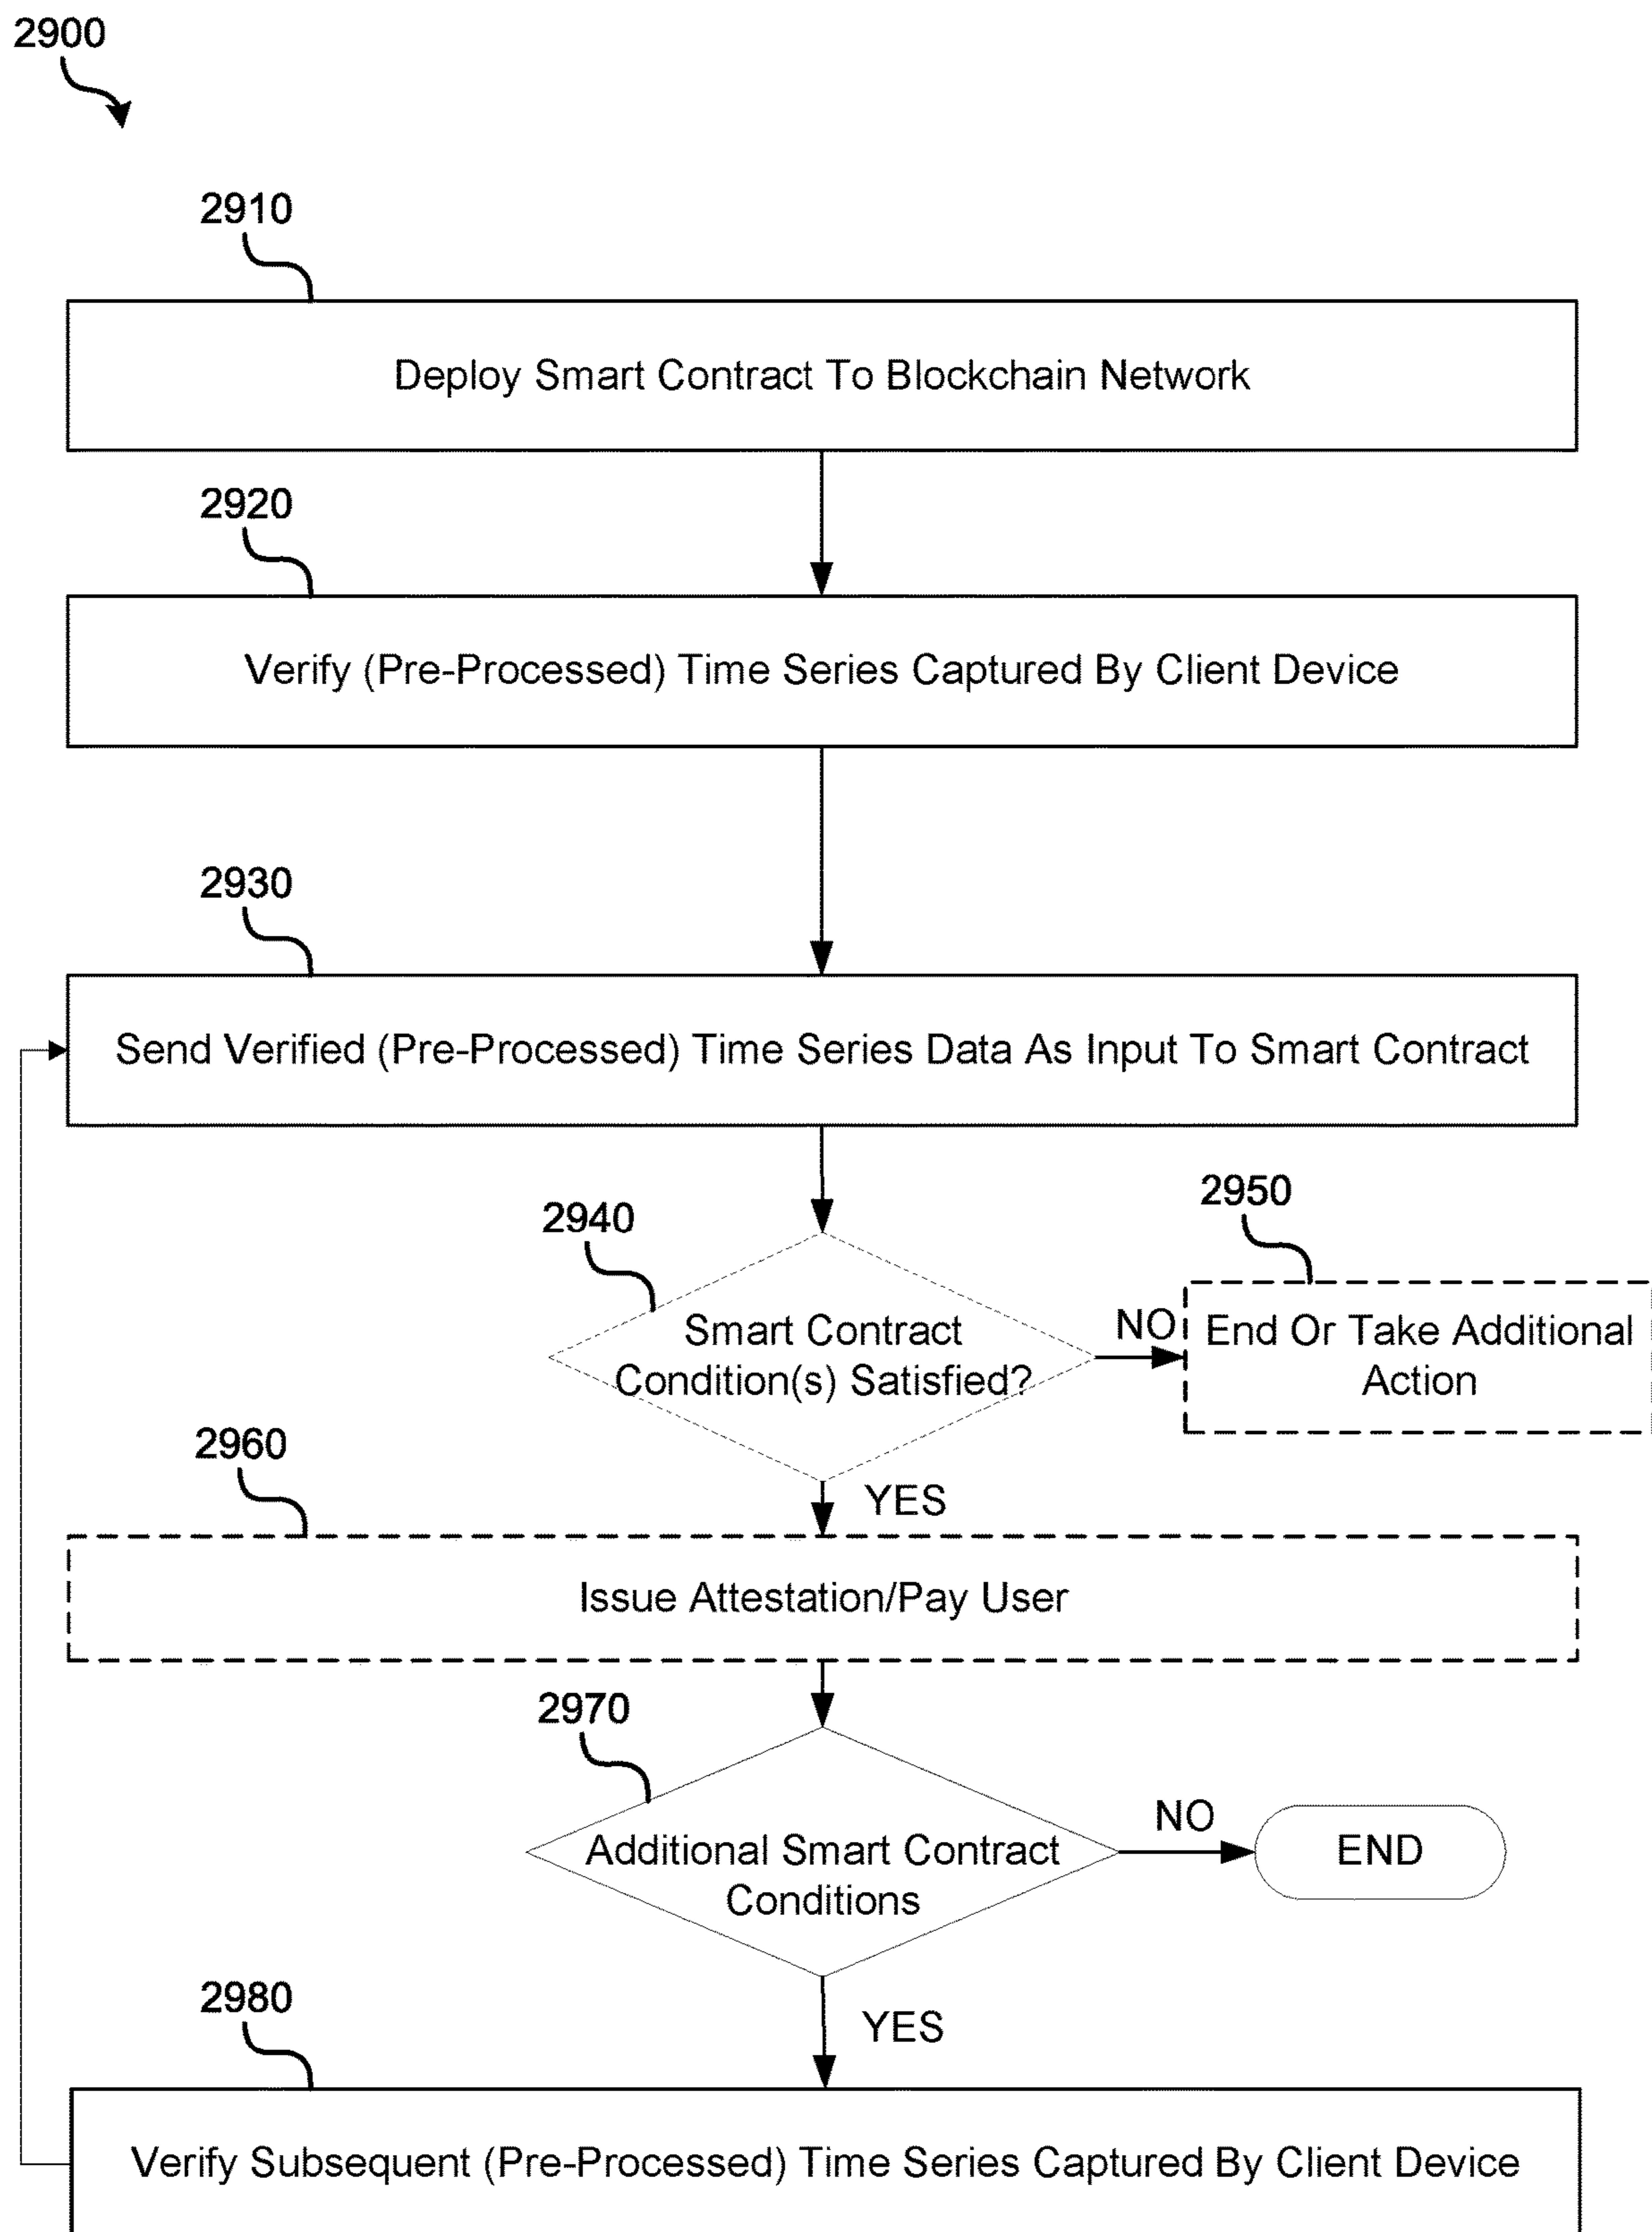 2900
2910
Deploy Smart Contract To Blockchain Network
2920
Verify (Pre-Processed) Time Series Captured By Client Device
2930
Send Verified (Pre-Processed) Time Series Data As Input To Smart Contract
2940
2950
Smart Contract
Condition(s) Satisfied?
NO
End Or Take Additional
Action
2960
YES
Issue Attestation/Pay User
2970
Additional Smart Contract
Conditions
NO
END
2980
YES
Verify Subsequent (Pre-Processed) Time Series Captured By Client Device